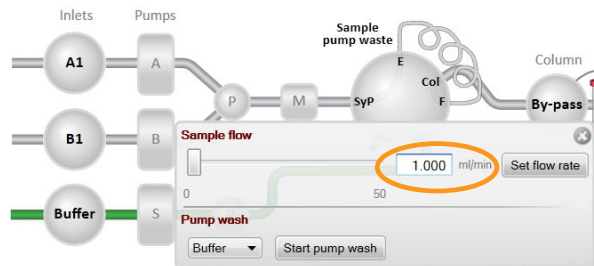 Inlets Pumps
Sample
pump waste
E
Column
A1 A
Col
P M SyP F By-pass
B1 B
Sample flow
1.000 ml/min Set flow rate
0 50
Buffer S
Pump wash
Buffer Start pump wash